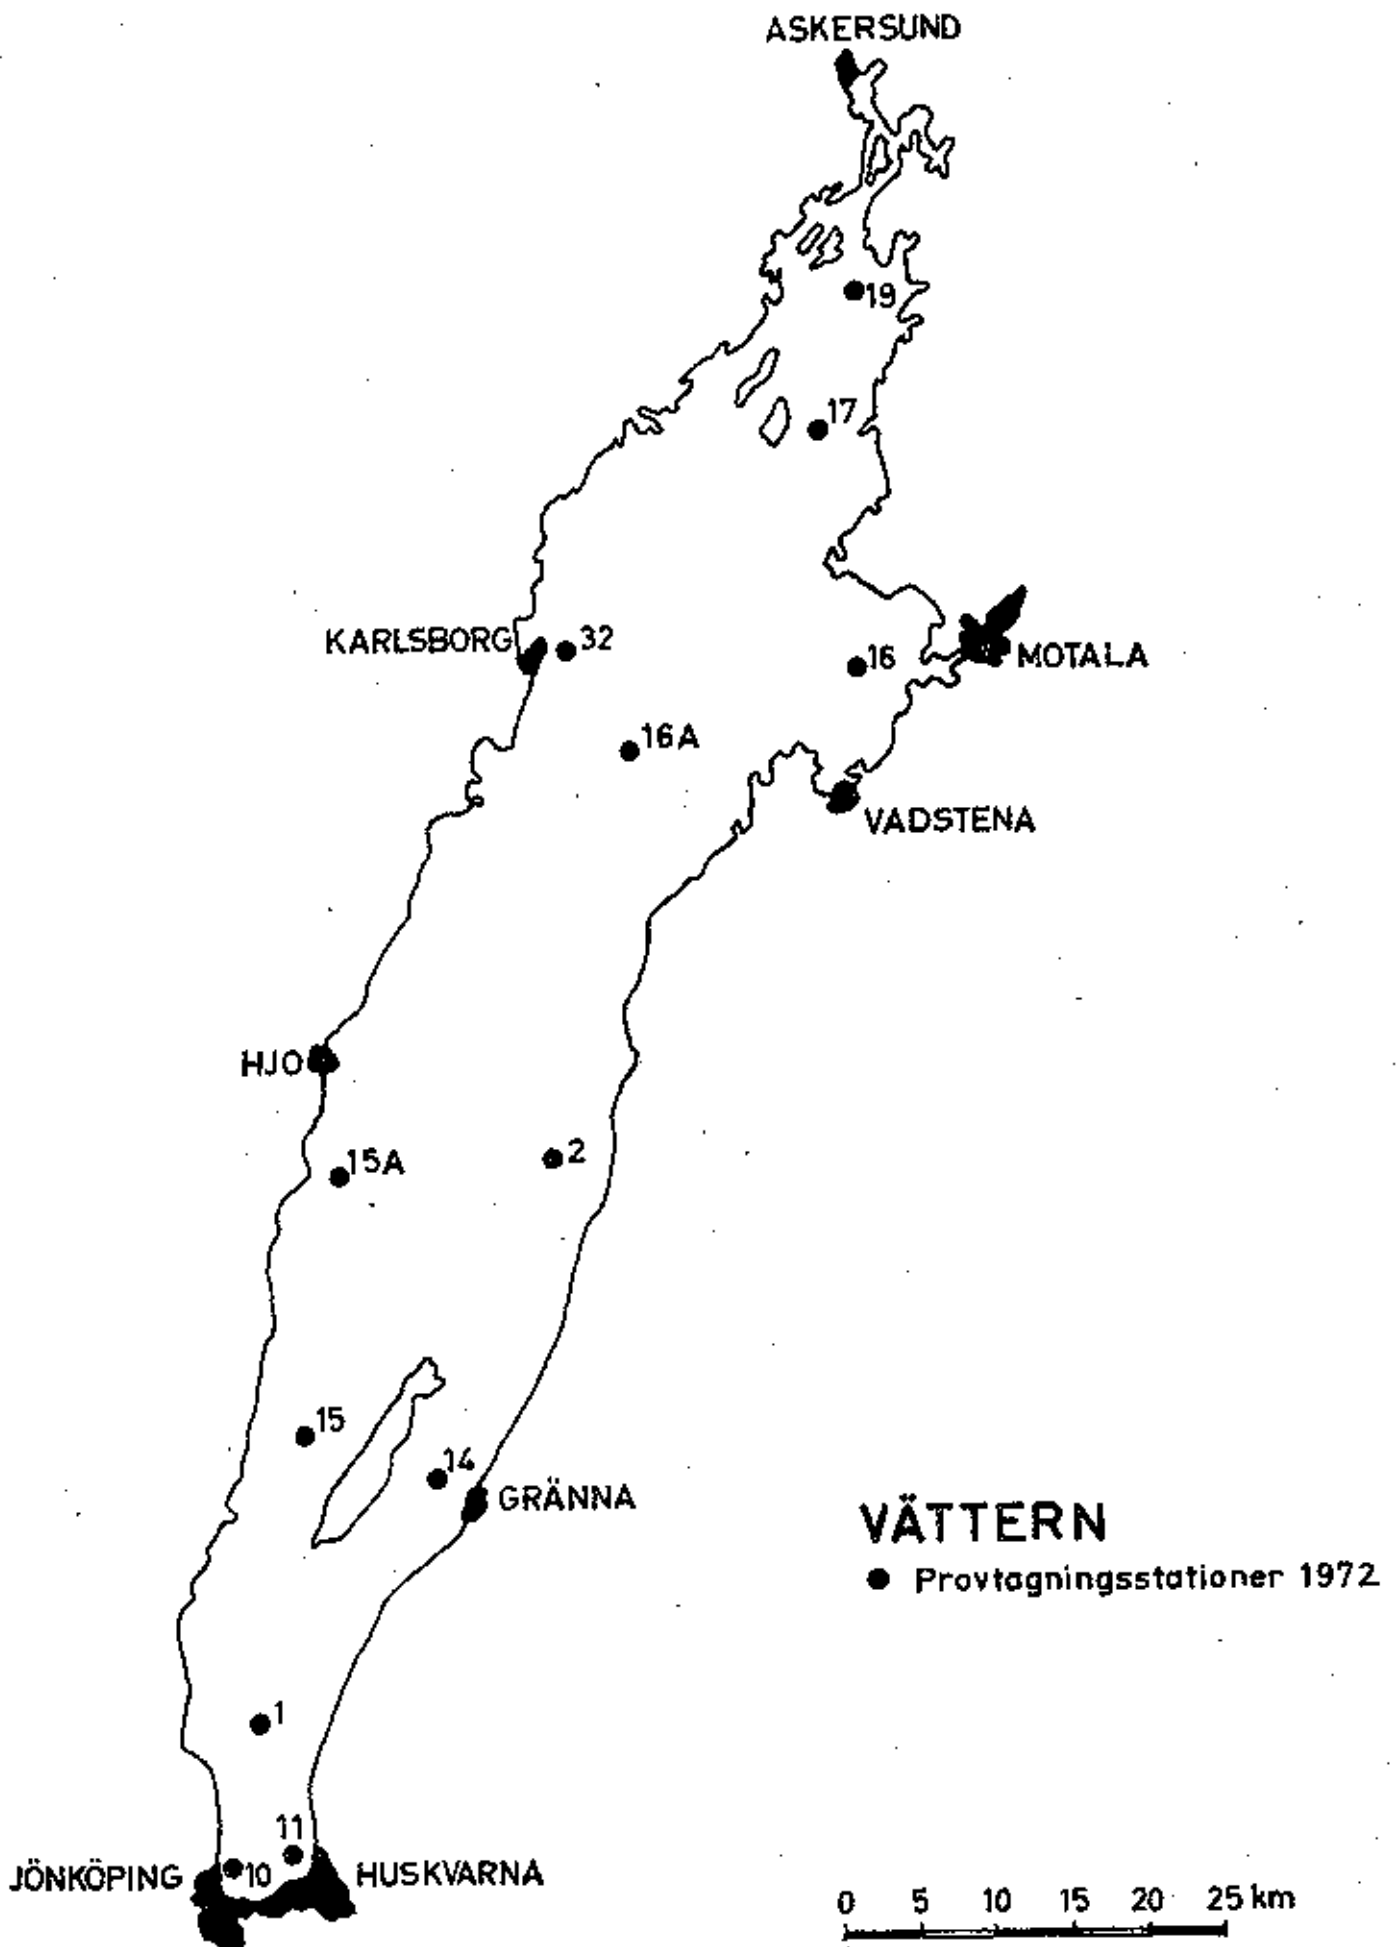 ASKERSUND
19
17
KARLSBORG
32
16
MOTALA
16A
VADSTENA
HJO
15A
2
15
14
GRÄNNA
VÄTTERN
Provtagningsstationer 1972
1
11
JÖNKÖPING
10
HUSKVARNA
0 5 10 15 20 25 km